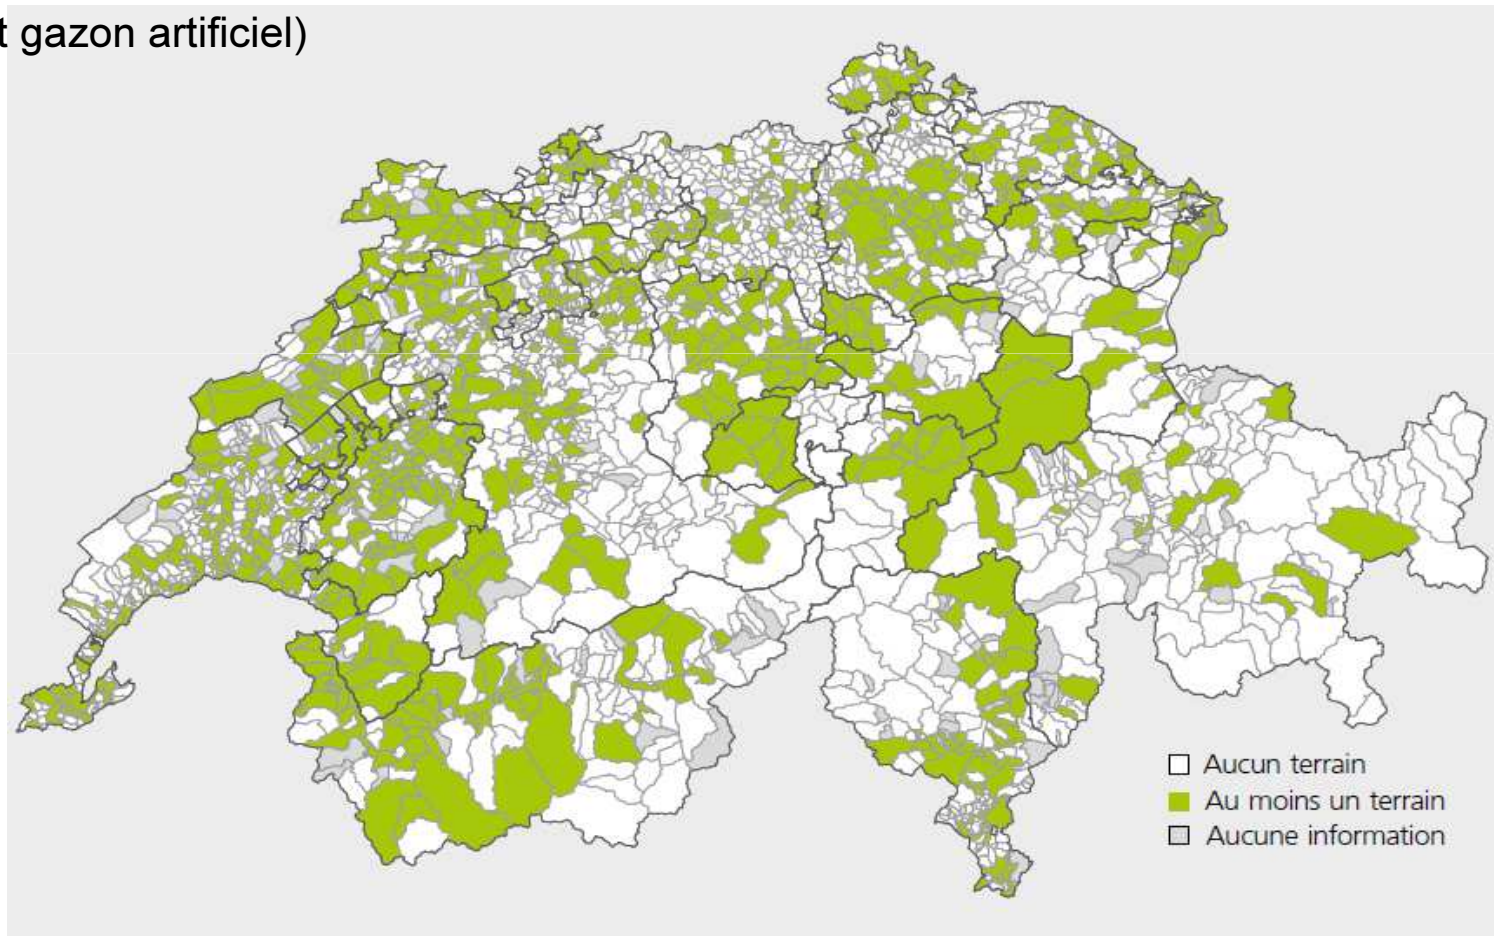 t gazon artificiel)
Aucun terrain
Au moins un terrain
Aucune information